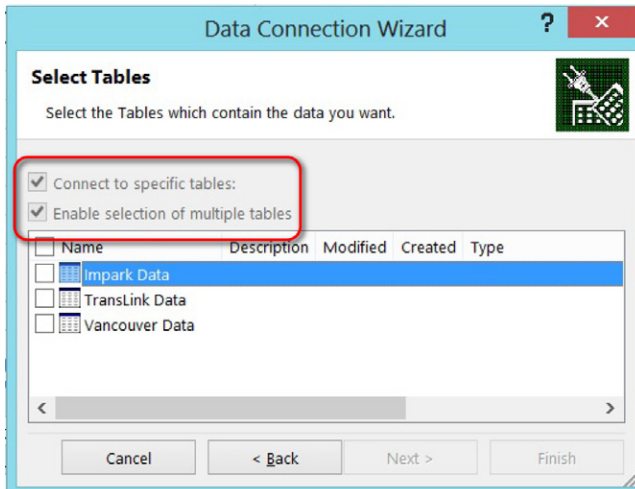 Data Connection Wizard ? x
Select Tables
Select the Tables which contain the data you want.
Connect to specific tables:
Enable selection of multiple tables
Name Description Modified Created Type
Impark Data
TransLink Data
Vancouver Data
Cancel < Back Next > Finish